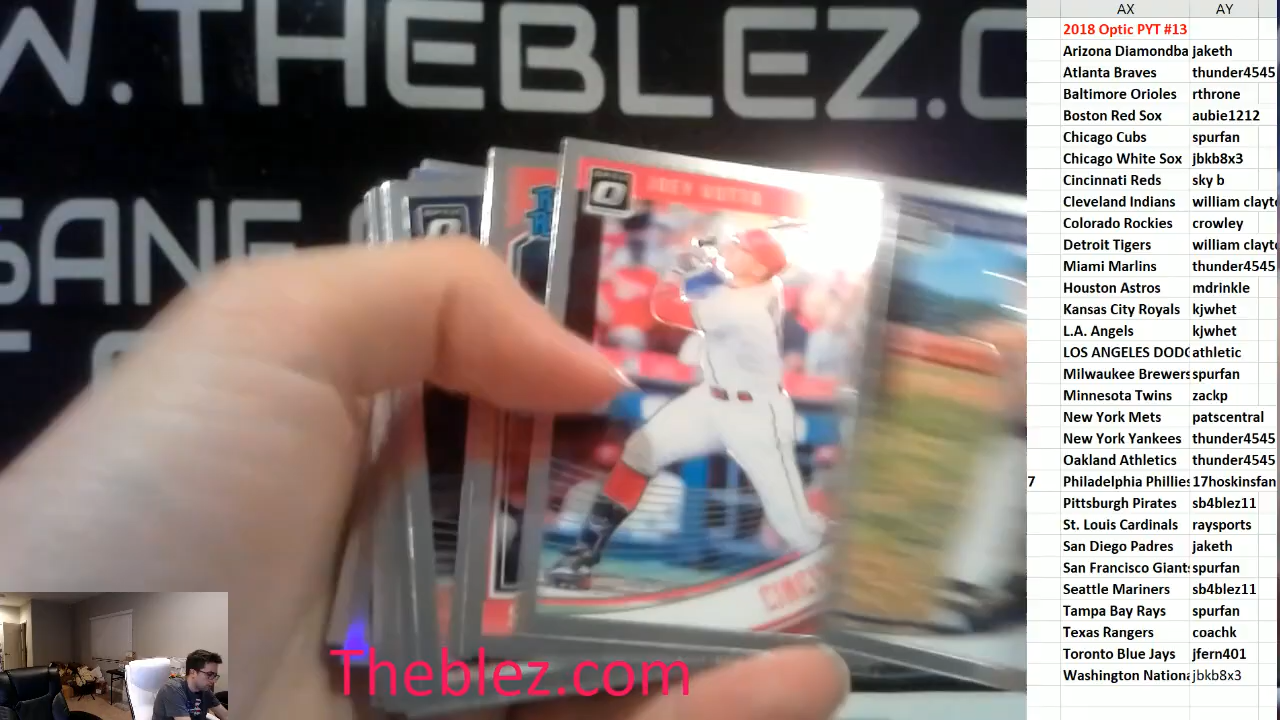 W.THEBLEZ.C
SANE
JOEY VOTTO
CINC
Theblez.com
AX AY
2018 Optic PYT #13
Arizona Diamondba jaketh
Atlanta Braves thunder4545
Baltimore Orioles rthrone
Boston Red Sox aubie1212
Chicago Cubs spurfan
Chicago White Sox jbkb8x3
Cincinnati Reds sky b
Cleveland Indians william clayt
Colorado Rockies crowley
Detroit Tigers william clayt
Miami Marlins thunder4545
Houston Astros mdrinkle
Kansas City Royals kjwhet
L.A. Angels kjwhet
LOS ANGELES DODG athletic
Milwaukee Brewers spurfan
Minnesota Twins zackp
New York Mets patscentral
New York Yankees thunder4545
Oakland Athletics thunder4545
7 Philadelphia Phillies 17hoskinsfan
Pittsburgh Pirates sb4blez11
St. Louis Cardinals raysports
San Diego Padres jaketh
San Francisco Giants spurfan
Seattle Mariners sb4blez11
Tampa Bay Rays spurfan
Texas Rangers coachk
Toronto Blue Jays jfern401
Washington Nationa jbkb8x3